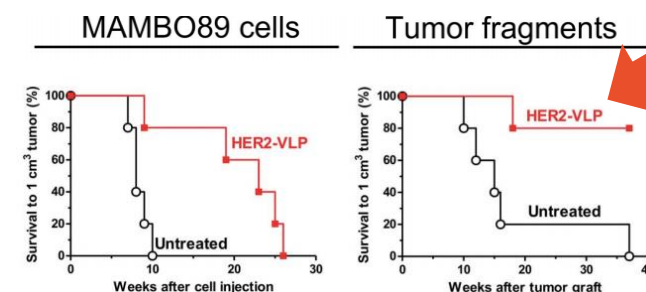 MAMBO89 cells
Tumor fragments
Survival to 1 cm³ tumor (%)
100
80
60
40
20
0
HER2-VLP
Untreated
0
10
20
30
Weeks after cell injection
Survival to 1 cm³ tumor (%)
100
80
60
40
20
0
HER2-VLP
Untreated
0
10
20
30
Weeks after tumor graft